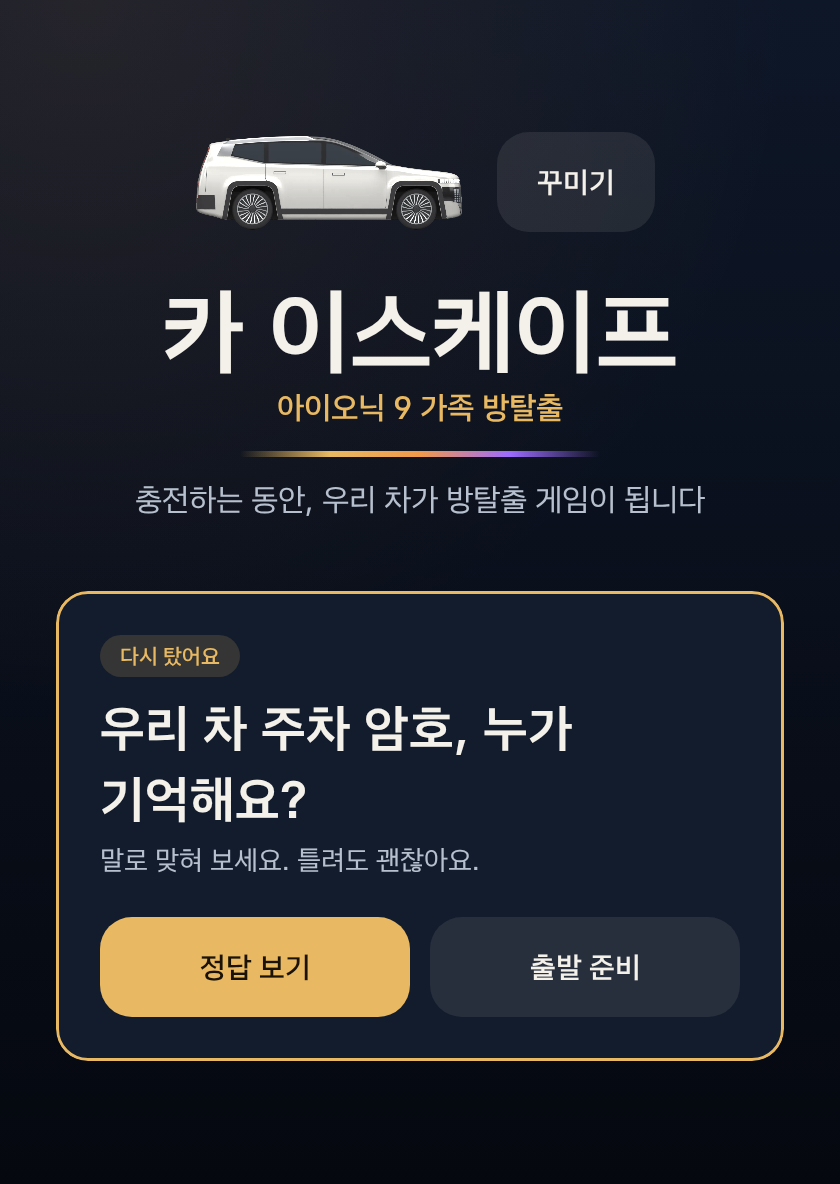 꾸미기
카 이스케이프
아이오닉 9 가족 방탈출
충전하는 동안, 우리 차가 방탈출 게임이 됩니다
다시 탔어요
우리 차 주차 암호, 누가
기억해요?
말로 맞혀 보세요. 틀려도 괜찮아요.
정답 보기
출발 준비